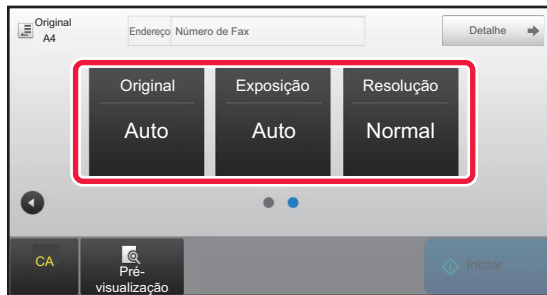 Original
A4
Endereço Número de Fax
Detalhe
Original Exposição Resolução
Auto Auto Normal
CA
Pré-
visualização
Iniciar